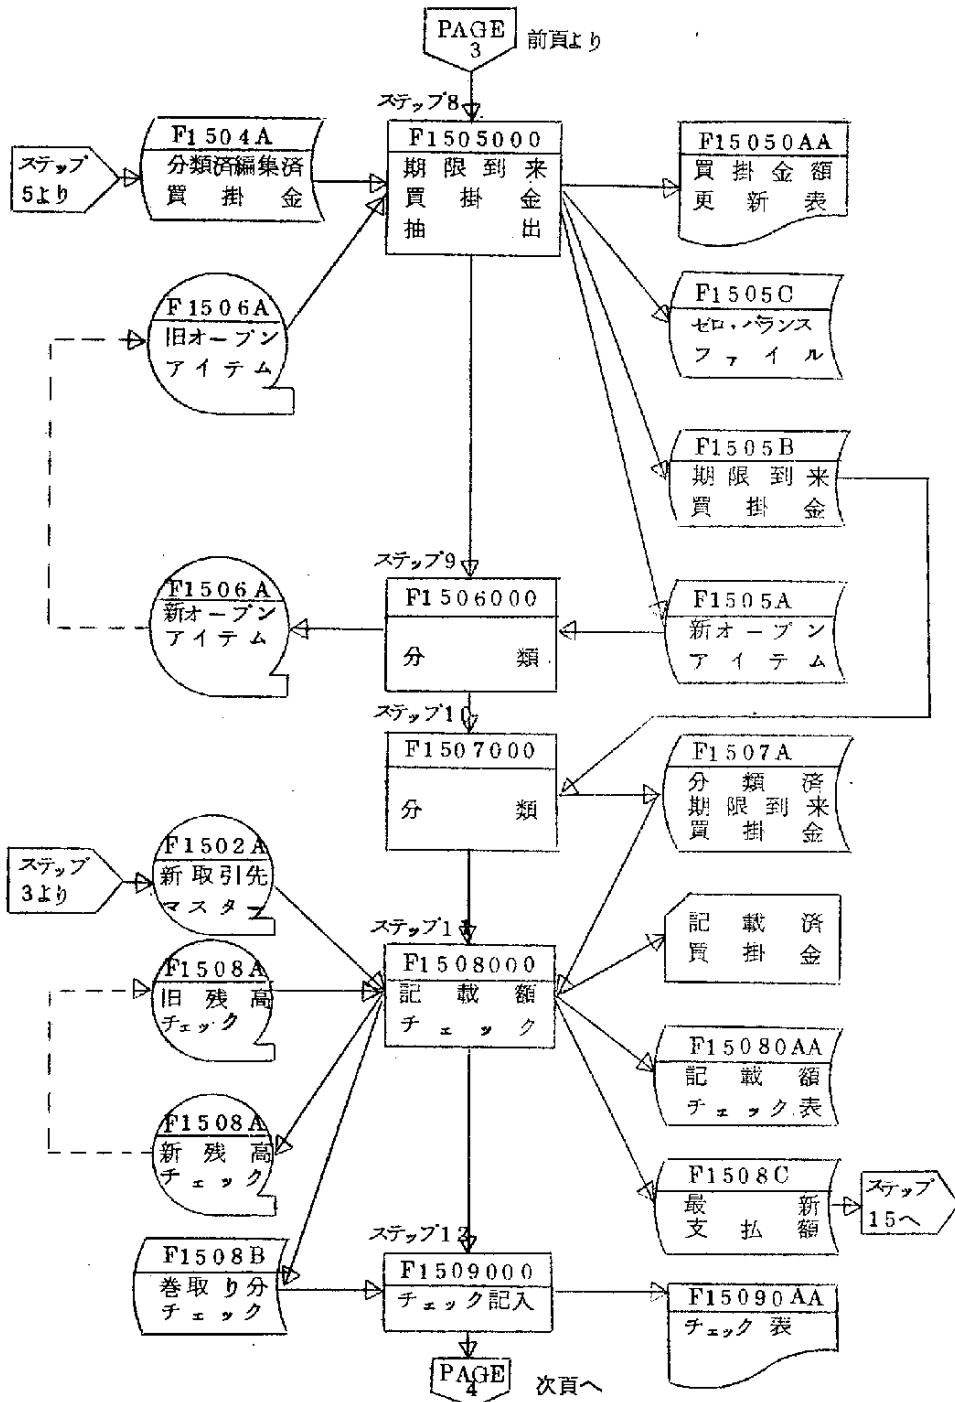 PAGE
3
前頁より
ステップ8
F1504A
分類済編集済
買掛金
ステップ
5より
F1505000
期限到来
買掛金
抽出
F15050AA
買掛金額
更新表
F1505C
ゼロ・バランス
ファイル
F1506A
旧オープン
アイテム
F1505B
期限到来
買掛金
ステップ9
F1506A
新オープン
アイテム
F1506000
分類
F1505A
新オープン
アイテム
ステップ10
F1507000
分類
F1507A
分類済
期限到来
買掛金
ステップ
3より
F1502A
新取引先
マスター
記載済
買掛金
ステップ11
F1508000
記載額
チェック
F1508A
旧残高
チェック
F15080AA
記載額
チェック表
F1508A
新残高
チェック
F1508C
最新
支払額
ステップ
15へ
ステップ12
F1508B
巻取り分
チェック
F1509000
チェック記入
F15090AA
チェック表
PAGE
4
次頁へ